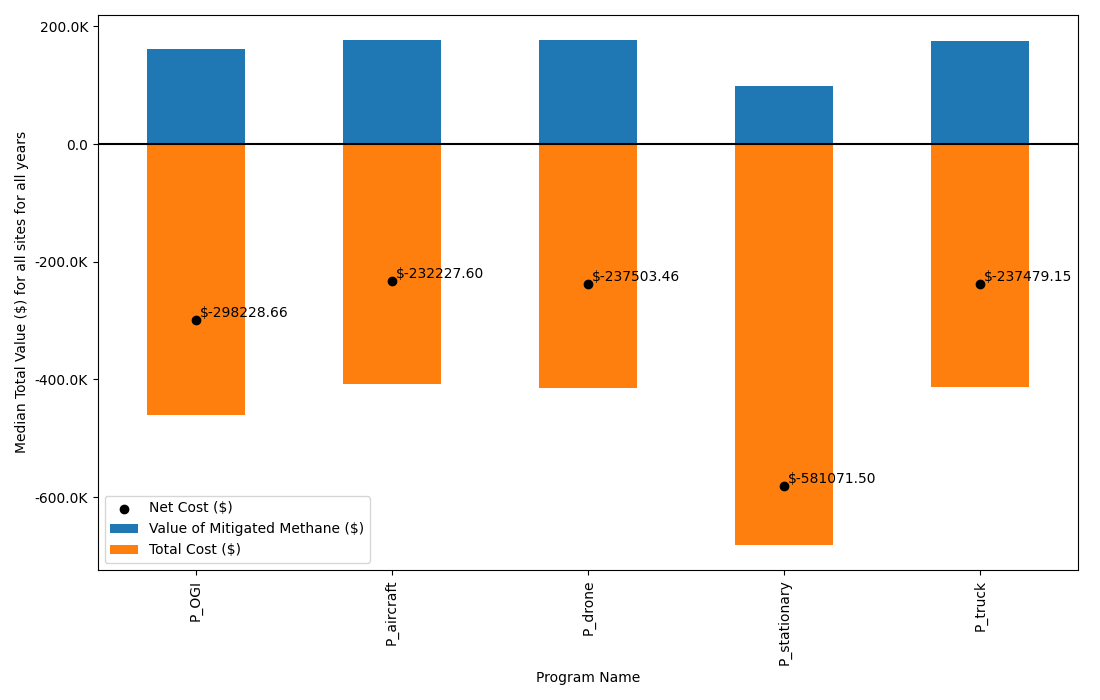 200.0K
0.0
-200.0K
-400.0K
-600.0K
Median Total Value ($) for all sites for all years
$-298228.66
$-232227.60
$-237503.46
$-581071.50
$-237479.15
Net Cost ($)
Value of Mitigated Methane ($)
Total Cost ($)
P_OGI
P_aircraft
P_drone
P_stationary
P_truck
Program Name